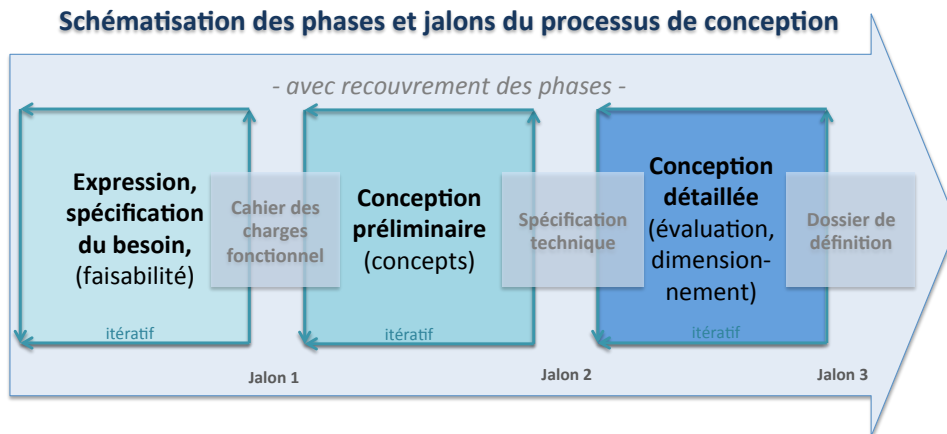 Schématisation des phases et jalons du processus de conception
- avec recouvrement des phases -
Expression,
spécification
du besoin,
(faisabilité)
itératif
Cahier des
charges
fonctionnel
Jalon 1
Conception
préliminaire
(concepts)
itératif
Spécification
technique
Jalon 2
Conception
détaillée
(évaluation,
dimension-
nement)
itératif
Dossier de
définition
Jalon 3